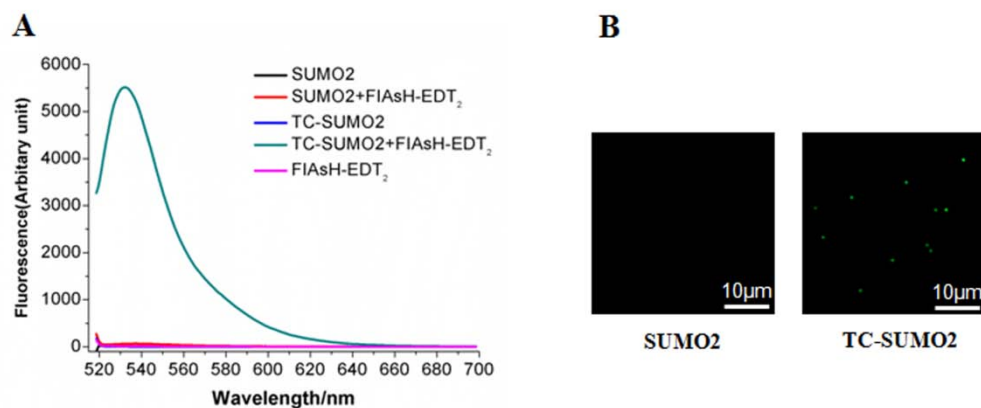 A
B
Fluorescence(Arbitary unit)
6000
5000
4000
3000
2000
1000
0
SUMO2
SUMO2+FlAsH-EDT₂
TC-SUMO2
TC-SUMO2+FlAsH-EDT₂
FlAsH-EDT₂
520 540 560 580 600 620 640 660 680 700
Wavelength/nm
10μm
10μm
SUMO2
TC-SUMO2